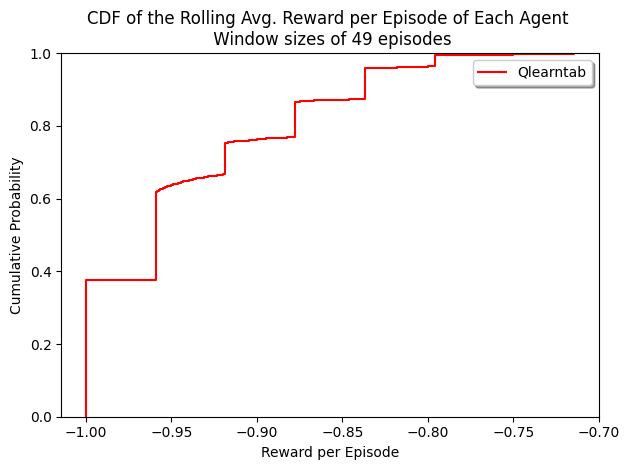 CDF of the Rolling Avg. Reward per Episode of Each Agent
Window sizes of 49 episodes
Qlearntab
Cumulative Probability
1.0
0.8
0.6
0.4
0.2
0.0
−1.00 −0.95 −0.90 −0.85 −0.80 −0.75 −0.70
Reward per Episode